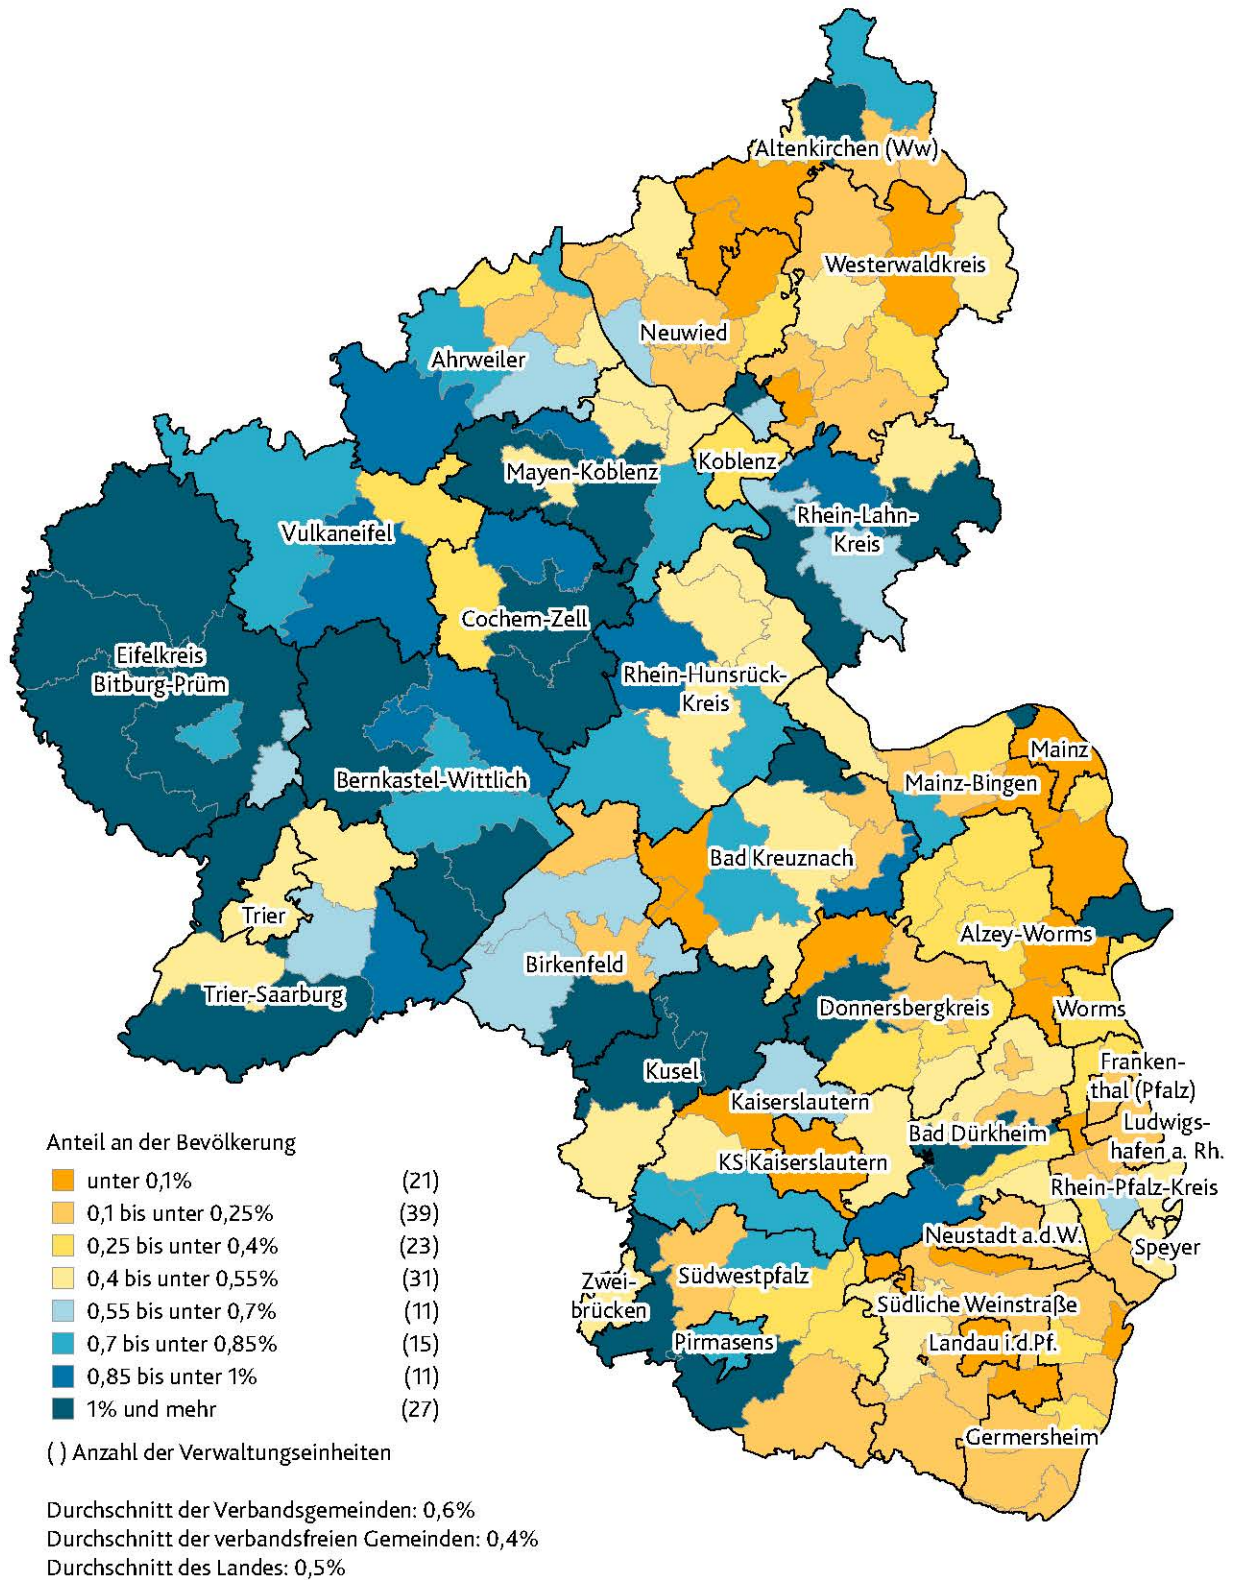 Altenkirchen (Ww)
Westerwaldkreis
Neuwied
Ahrweiler
Mayen-Koblenz
Koblenz
Rhein-Lahn-
Kreis
Vulkaneifel
Cochem-Zell
Eifelkreis
Bitburg-Prüm
Rhein-Hunsrück-
Kreis
Mainz
Mainz-Bingen
Bernkastel-Wittlich
Bad Kreuznach
Trier
Alzey-Worms
Birkenfeld
Trier-Saarburg
Donnersbergkreis
Worms
Kusel
Franken-
thal (Pfalz)
Kaiserslautern
Ludwigs-
hafen a. Rh.
Bad Dürkheim
KS Kaiserslautern
Rhein-Pfalz-Kreis
Neustadt a.d.W.
Speyer
Zwei-
brücken
Südwestpfalz
Südliche Weinstraße
Pirmasens
Landau i.d.Pf.
Germersheim
Anteil an der Bevölkerung
unter 0,1% (21)
0,1 bis unter 0,25% (39)
0,25 bis unter 0,4% (23)
0,4 bis unter 0,55% (31)
0,55 bis unter 0,7% (11)
0,7 bis unter 0,85% (15)
0,85 bis unter 1% (11)
1% und mehr (27)
( ) Anzahl der Verwaltungseinheiten
Durchschnitt der Verbandsgemeinden: 0,6%
Durchschnitt der verbandsfreien Gemeinden: 0,4%
Durchschnitt des Landes: 0,5%